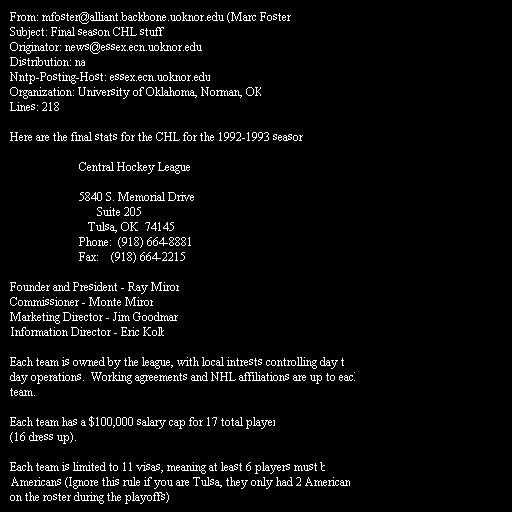 From: mfoster@alliant.backbone.uoknor.edu (Marc Foster
Subject: Final season CHL stuff
Originator: news@essex.ecn.uoknor.edu
Distribution: na
Nntp-Posting-Host: essex.ecn.uoknor.edu
Organization: University of Oklahoma, Norman, OK
Lines: 218
Here are the final stats for the CHL for the 1992-1993 season
Central Hockey League
5840 S. Memorial Drive
Suite 205
Tulsa, OK 74145
Phone: (918) 664-8881
Fax: (918) 664-2215
Founder and President - Ray Miron
Commissioner - Monte Miron
Marketing Director - Jim Goodman
Information Director - Eric Kolb
Each team is owned by the league, with local intrests controlling day t
day operations. Working agreements and NHL affiliations are up to each
team.
Each team has a $100,000 salary cap for 17 total player
(16 dress up).
Each team is limited to 11 visas, meaning at least 6 players must b
Americans (Ignore this rule if you are Tulsa, they only had 2 American
on the roster during the playoffs)